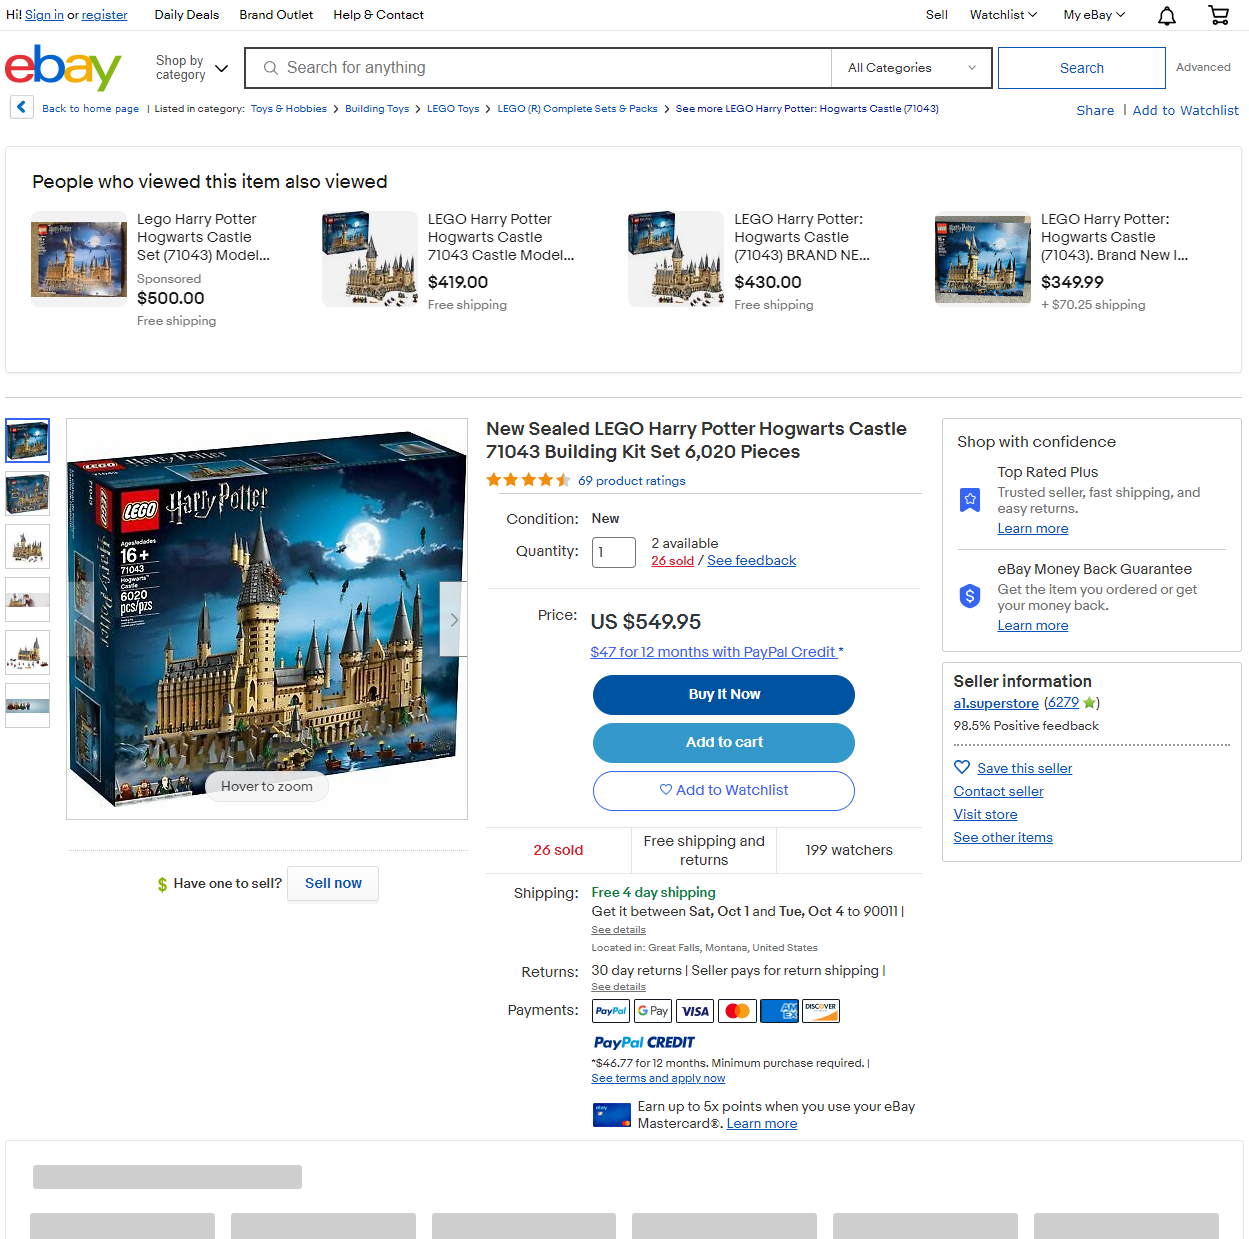 Hi! Sign in or register
Daily Deals
Brand Outlet
Help & Contact
Sell
Watchlist
My eBay
ebay
Shop by
category
Search for anything
All Categories
Search
Advanced
Back to home page | Listed in category: Toys & Hobbies > Building Toys > LEGO Toys > LEGO (R) Complete Sets & Packs > See more LEGO Harry Potter: Hogwarts Castle (71043)
Share | Add to Watchlist
People who viewed this item also viewed
Lego Harry Potter
Hogwarts Castle
Set (71043) Model...
Sponsored
$500.00
Free shipping
LEGO Harry Potter
Hogwarts Castle
71043 Castle Model...
$419.00
Free shipping
LEGO Harry Potter:
Hogwarts Castle
(71043) BRAND NE...
$430.00
Free shipping
LEGO Harry Potter:
Hogwarts Castle
(71043). Brand New I...
$349.99
+ $70.25 shipping
LEGO
Harry Potter
Ages/edades
16+
71043
Hogwarts™
Castle
6020
pcs/pzs
LEGO
71043
Harry Potter
Hover to zoom
$ Have one to sell?
Sell now
New Sealed LEGO Harry Potter Hogwarts Castle
71043 Building Kit Set 6,020 Pieces
69 product ratings
Condition: New
Quantity: 1
2 available
26 sold / See feedback
Price: US $549.95
$47 for 12 months with PayPal Credit *
Buy It Now
Add to cart
Add to Watchlist
26 sold
Free shipping and
returns
199 watchers
Shipping: Free 4 day shipping
Get it between Sat, Oct 1 and Tue, Oct 4 to 90011 |
See details
Located in: Great Falls, Montana, United States
Returns: 30 day returns | Seller pays for return shipping |
See details
Payments: PayPal G Pay VISA AMEX DISCOVER
PayPal CREDIT
*$46.77 for 12 months. Minimum purchase required. |
See terms and apply now
ebay
Earn up to 5x points when you use your eBay
Mastercard®. Learn more
Shop with confidence
Top Rated Plus
Trusted seller, fast shipping, and
easy returns.
Learn more
eBay Money Back Guarantee
Get the item you ordered or get
your money back.
Learn more
Seller information
a1.superstore (6279)
98.5% Positive feedback
Save this seller
Contact seller
Visit store
See other items